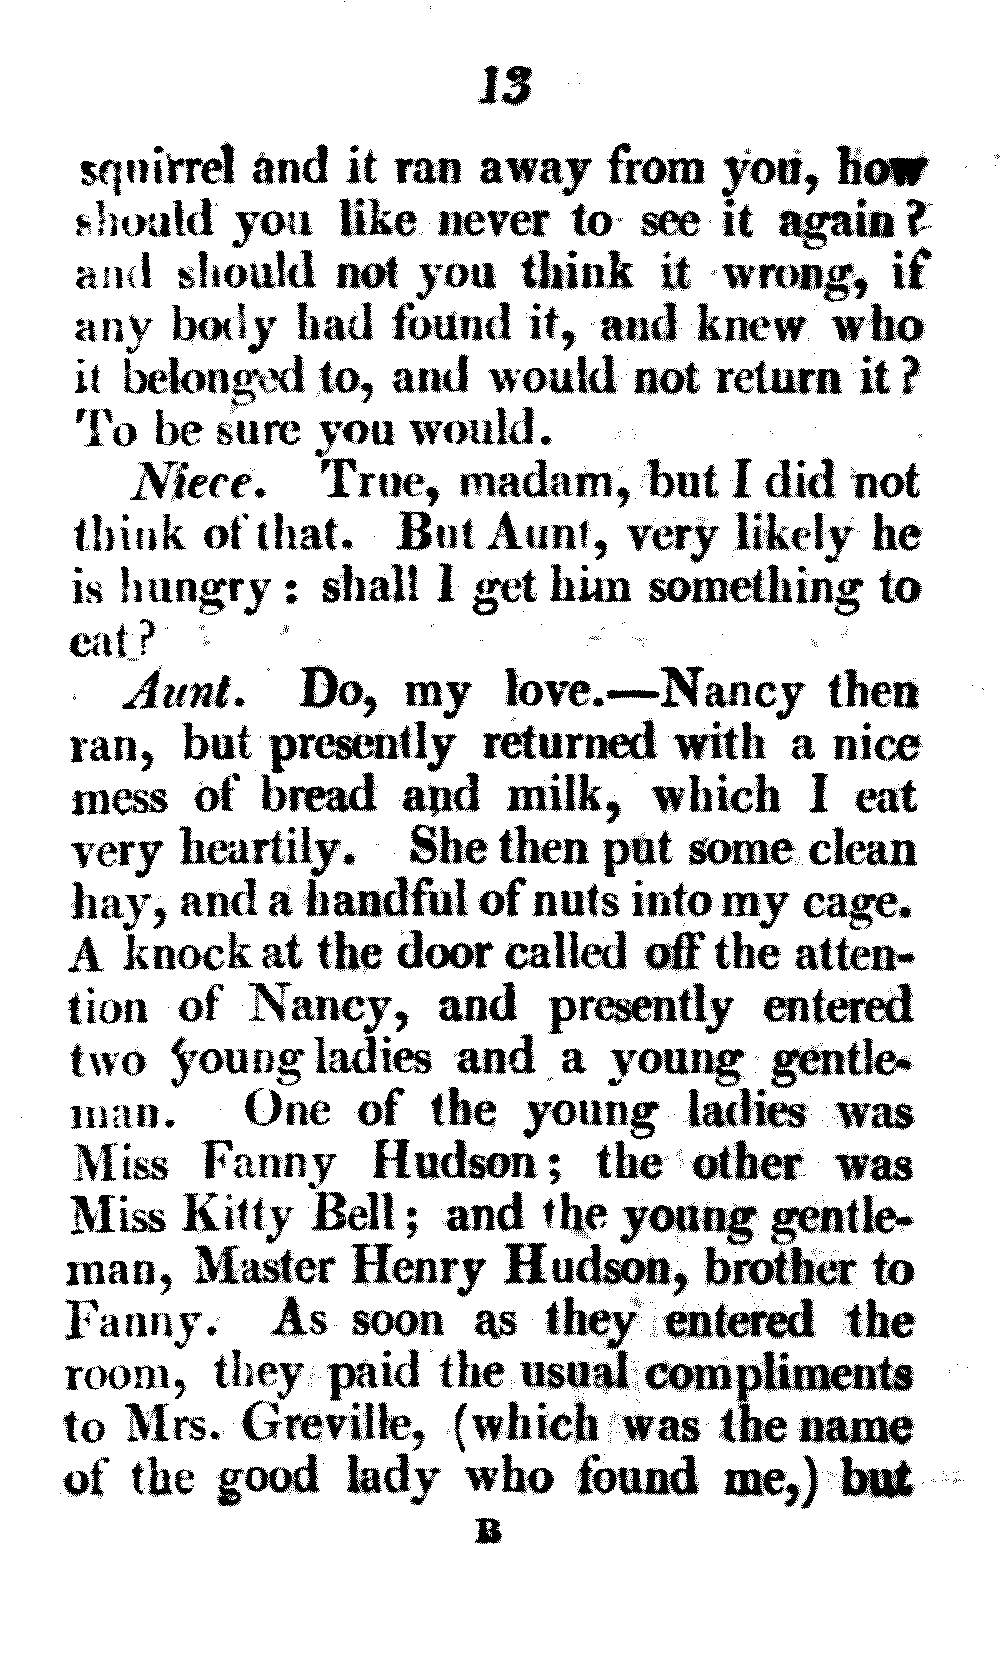 13
squirrel and it ran away from you, how
should you like never to see it again?
and should not you think it wrong, if
any body had found it, and knew who
it belonged to, and would not return it?
To be sure you would.
Niece. True, madam, but I did not
think of that. But Aunt, very likely he
is hungry: shall I get him something to
eat?
Aunt. Do, my love.—Nancy then
ran, but presently returned with a nice
mess of bread and milk, which I eat
very heartily. She then put some clean
hay, and a handful of nuts into my cage.
A knock at the door called off the atten-
tion of Nancy, and presently entered
two young ladies and a young gentle-
man. One of the young ladies was
Miss Fanny Hudson; the other was
Miss Kitty Bell; and the young gentle-
man, Master Henry Hudson, brother to
Fanny. As soon as they entered the
room, they paid the usual compliments
to Mrs. Greville, (which was the name
of the good lady who found me,) but
B